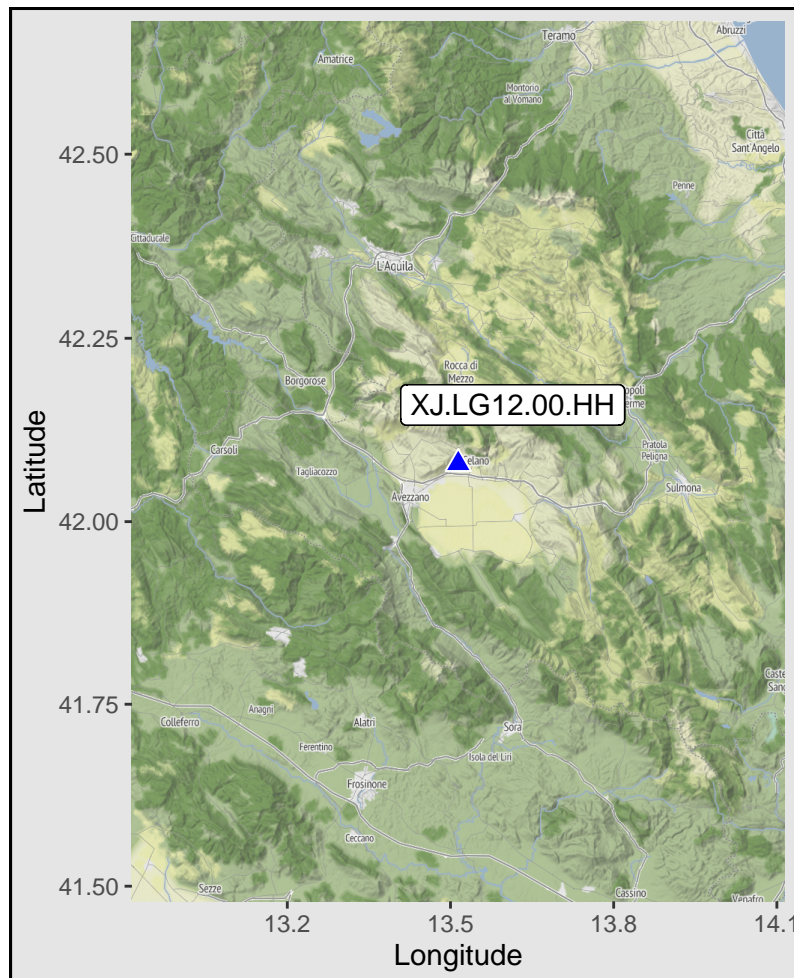 Teramo
Abruzzi
Amatrice
Montorio
al Vomano
Città
Sant'Angelo
42.50
Penne
Cittaducale
L'Aquila
42.25
Rocca di
Mezzo
Borgorose
XJ.LG12.00.HH
Pratola
Peligna
Carsoli
Tagliacozzo
Sulmona
Avezzano
Latitude
42.00
41.75
Colleferro
Anagni
Alatri
Sora
Ferentino
Isola del Liri
Frosinone
Ceccano
41.50
Sezze
Cassino
13.2
13.5
13.8
14.1
Longitude